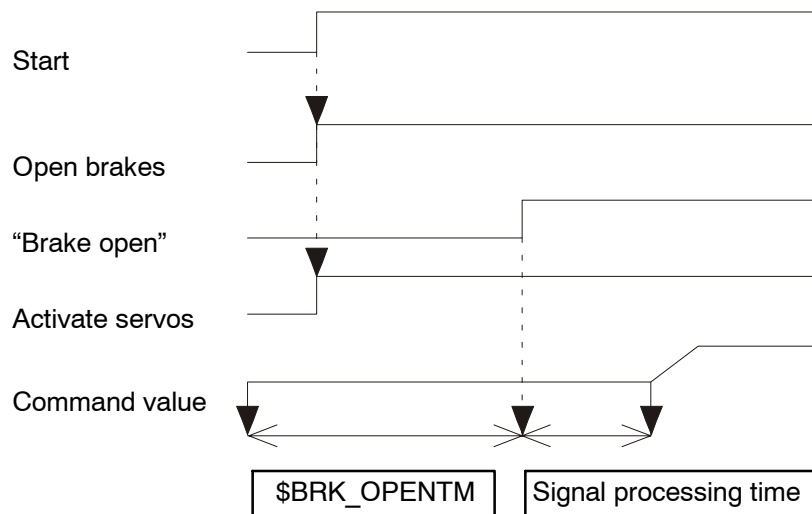 Start
Open brakes
“Brake open”
Activate servos
Command value
$BRK_OPENTM
Signal processing time